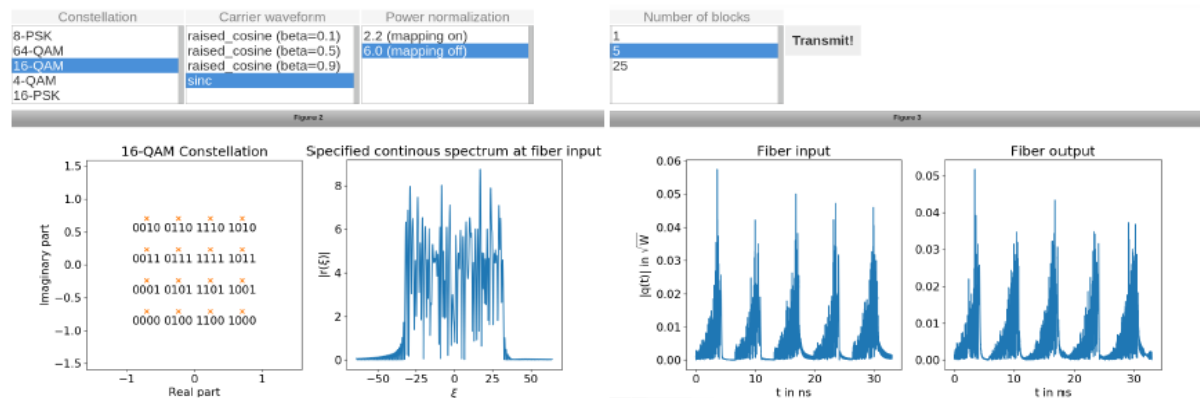 Constellation
8-PSK
64-QAM
16-QAM
4-QAM
16-PSK
Carrier waveform
raised_cosine (beta=0.1)
raised_cosine (beta=0.5)
raised_cosine (beta=0.9)
sinc
Power normalization
2.2 (mapping on)
6.0 (mapping off)
Number of blocks
1
5
25
Transmit!
Figure 2
16-QAM Constellation
1.5
1.0
0.5
0.0
−0.5
−1.0
−1.5
Imaginary part
0010 0110 1110 1010
0011 0111 1111 1011
0001 0101 1101 1001
0000 0100 1100 1000
−1 0 1
Real part
Specified continous spectrum at fiber input
8
6
4
2
0
|r(ξ)|
−50 −25 0 25 50
ξ
Figure 3
Fiber input
0.06
0.05
0.04
0.03
0.02
0.01
0.00
|q(t)| in √W
0 10 20 30
t in ns
Fiber output
0.05
0.04
0.03
0.02
0.01
0.00
0 10 20 30
t in ns